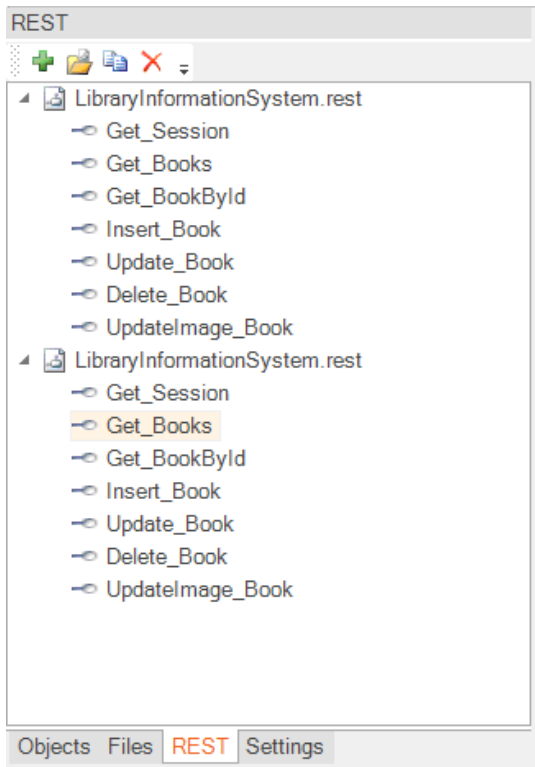 REST
LibraryInformationSystem.rest
Get_Session
Get_Books
Get_BookById
Insert_Book
Update_Book
Delete_Book
UpdateImage_Book
LibraryInformationSystem.rest
Get_Session
Get_Books
Get_BookById
Insert_Book
Update_Book
Delete_Book
UpdateImage_Book
Objects Files REST Settings